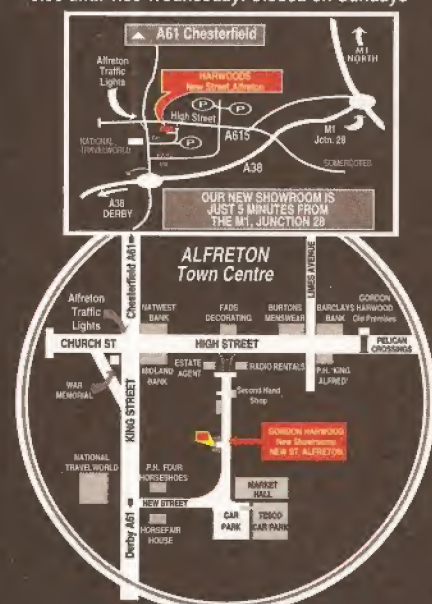 A61 Chesterfield
M1
NORTH
Alfreton
Traffic
Lights
HARWOODS
New Street, Alfreton
P
P
High Street
P
NATIONAL
TRAVELWORLD
A615
M1
Jctn. 28
A38
SOMERCOTES
A38
DERBY
OUR NEW SHOWROOM IS
JUST 5 MINUTES FROM
THE M1, JUNCTION 28
ALFRETON
Town Centre
Chesterfield A61
LIMES AVENUE
Alfreton
Traffic
Lights
NATWEST
BANK
FADS
DECORATING
BURTONS
MENSWEAR
BARCLAYS
BANK
GORDON
HARWOOD
Old Premises
CHURCH ST
HIGH STREET
PELICAN
CROSSINGS
WAR
MEMORIAL
MIDLAND
BANK
ESTATE
AGENT
RADIO RENTALS
P.H. 'KING
ALFRED'
KING STREET
Second Hand
Shop
GORDON HARWOOD
New Showrooms
NEW ST. ALFRETON
NATIONAL
TRAVELWORLD
P.H. FOUR
HORSESHOES
MARKET
HALL
NEW STREET
CAR
PARK
TESCO
CAR PARK
Derby A61
HORSEFAIR
HOUSE